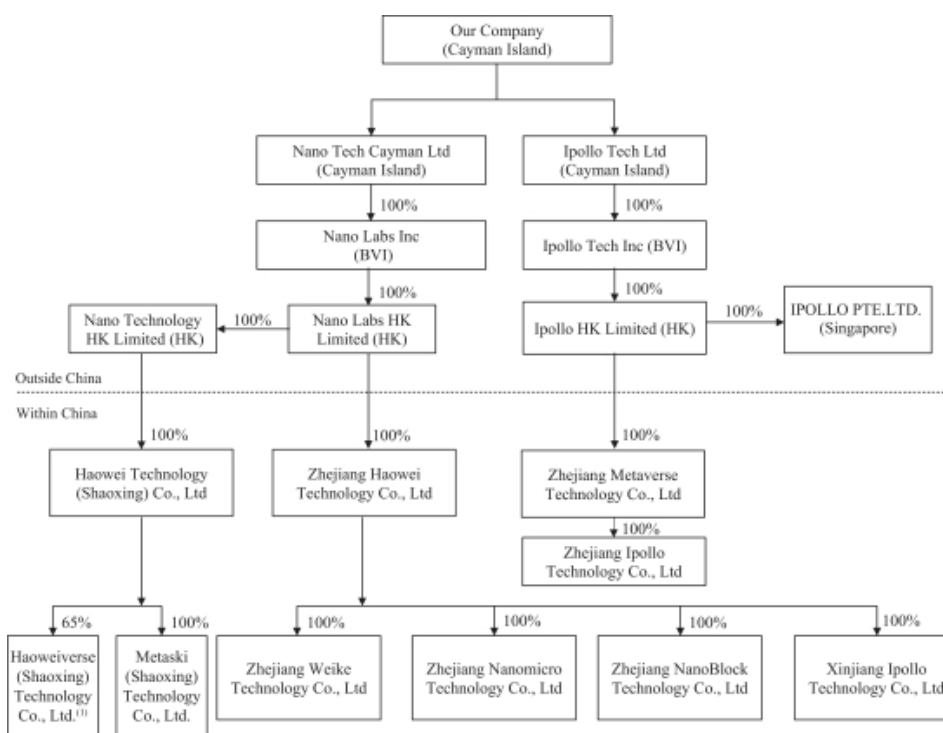 Our Company
(Cayman Island)
Nano Tech Cayman Ltd
(Cayman Island)
Ipollo Tech Ltd
(Cayman Island)
100%
100%
Nano Labs Inc
(BVI)
Ipollo Tech Inc (BVI)
100%
100%
Nano Technology
HK Limited (HK)
100%
Nano Labs HK
Limited (HK)
Ipollo HK Limited (HK)
100%
IPOLLO PTE.LTD.
(Singapore)
Outside China
Within China
100%
100%
100%
Haowei Technology
(Shaoxing) Co., Ltd
Zhejiang Haowei
Technology Co., Ltd
Zhejiang Metaverse
Technology Co., Ltd
100%
Zhejiang Ipollo
Technology Co., Ltd
65%
100%
100%
100%
100%
100%
Haoweiverse
(Shaoxing)
Technology
Co., Ltd.(1)
Metaski
(Shaoxing)
Technology
Co., Ltd.
Zhejiang Weike
Technology Co., Ltd
Zhejiang Nanomicro
Technology Co., Ltd
Zhejiang NanoBlock
Technology Co., Ltd
Xinjiang Ipollo
Technology Co., Ltd